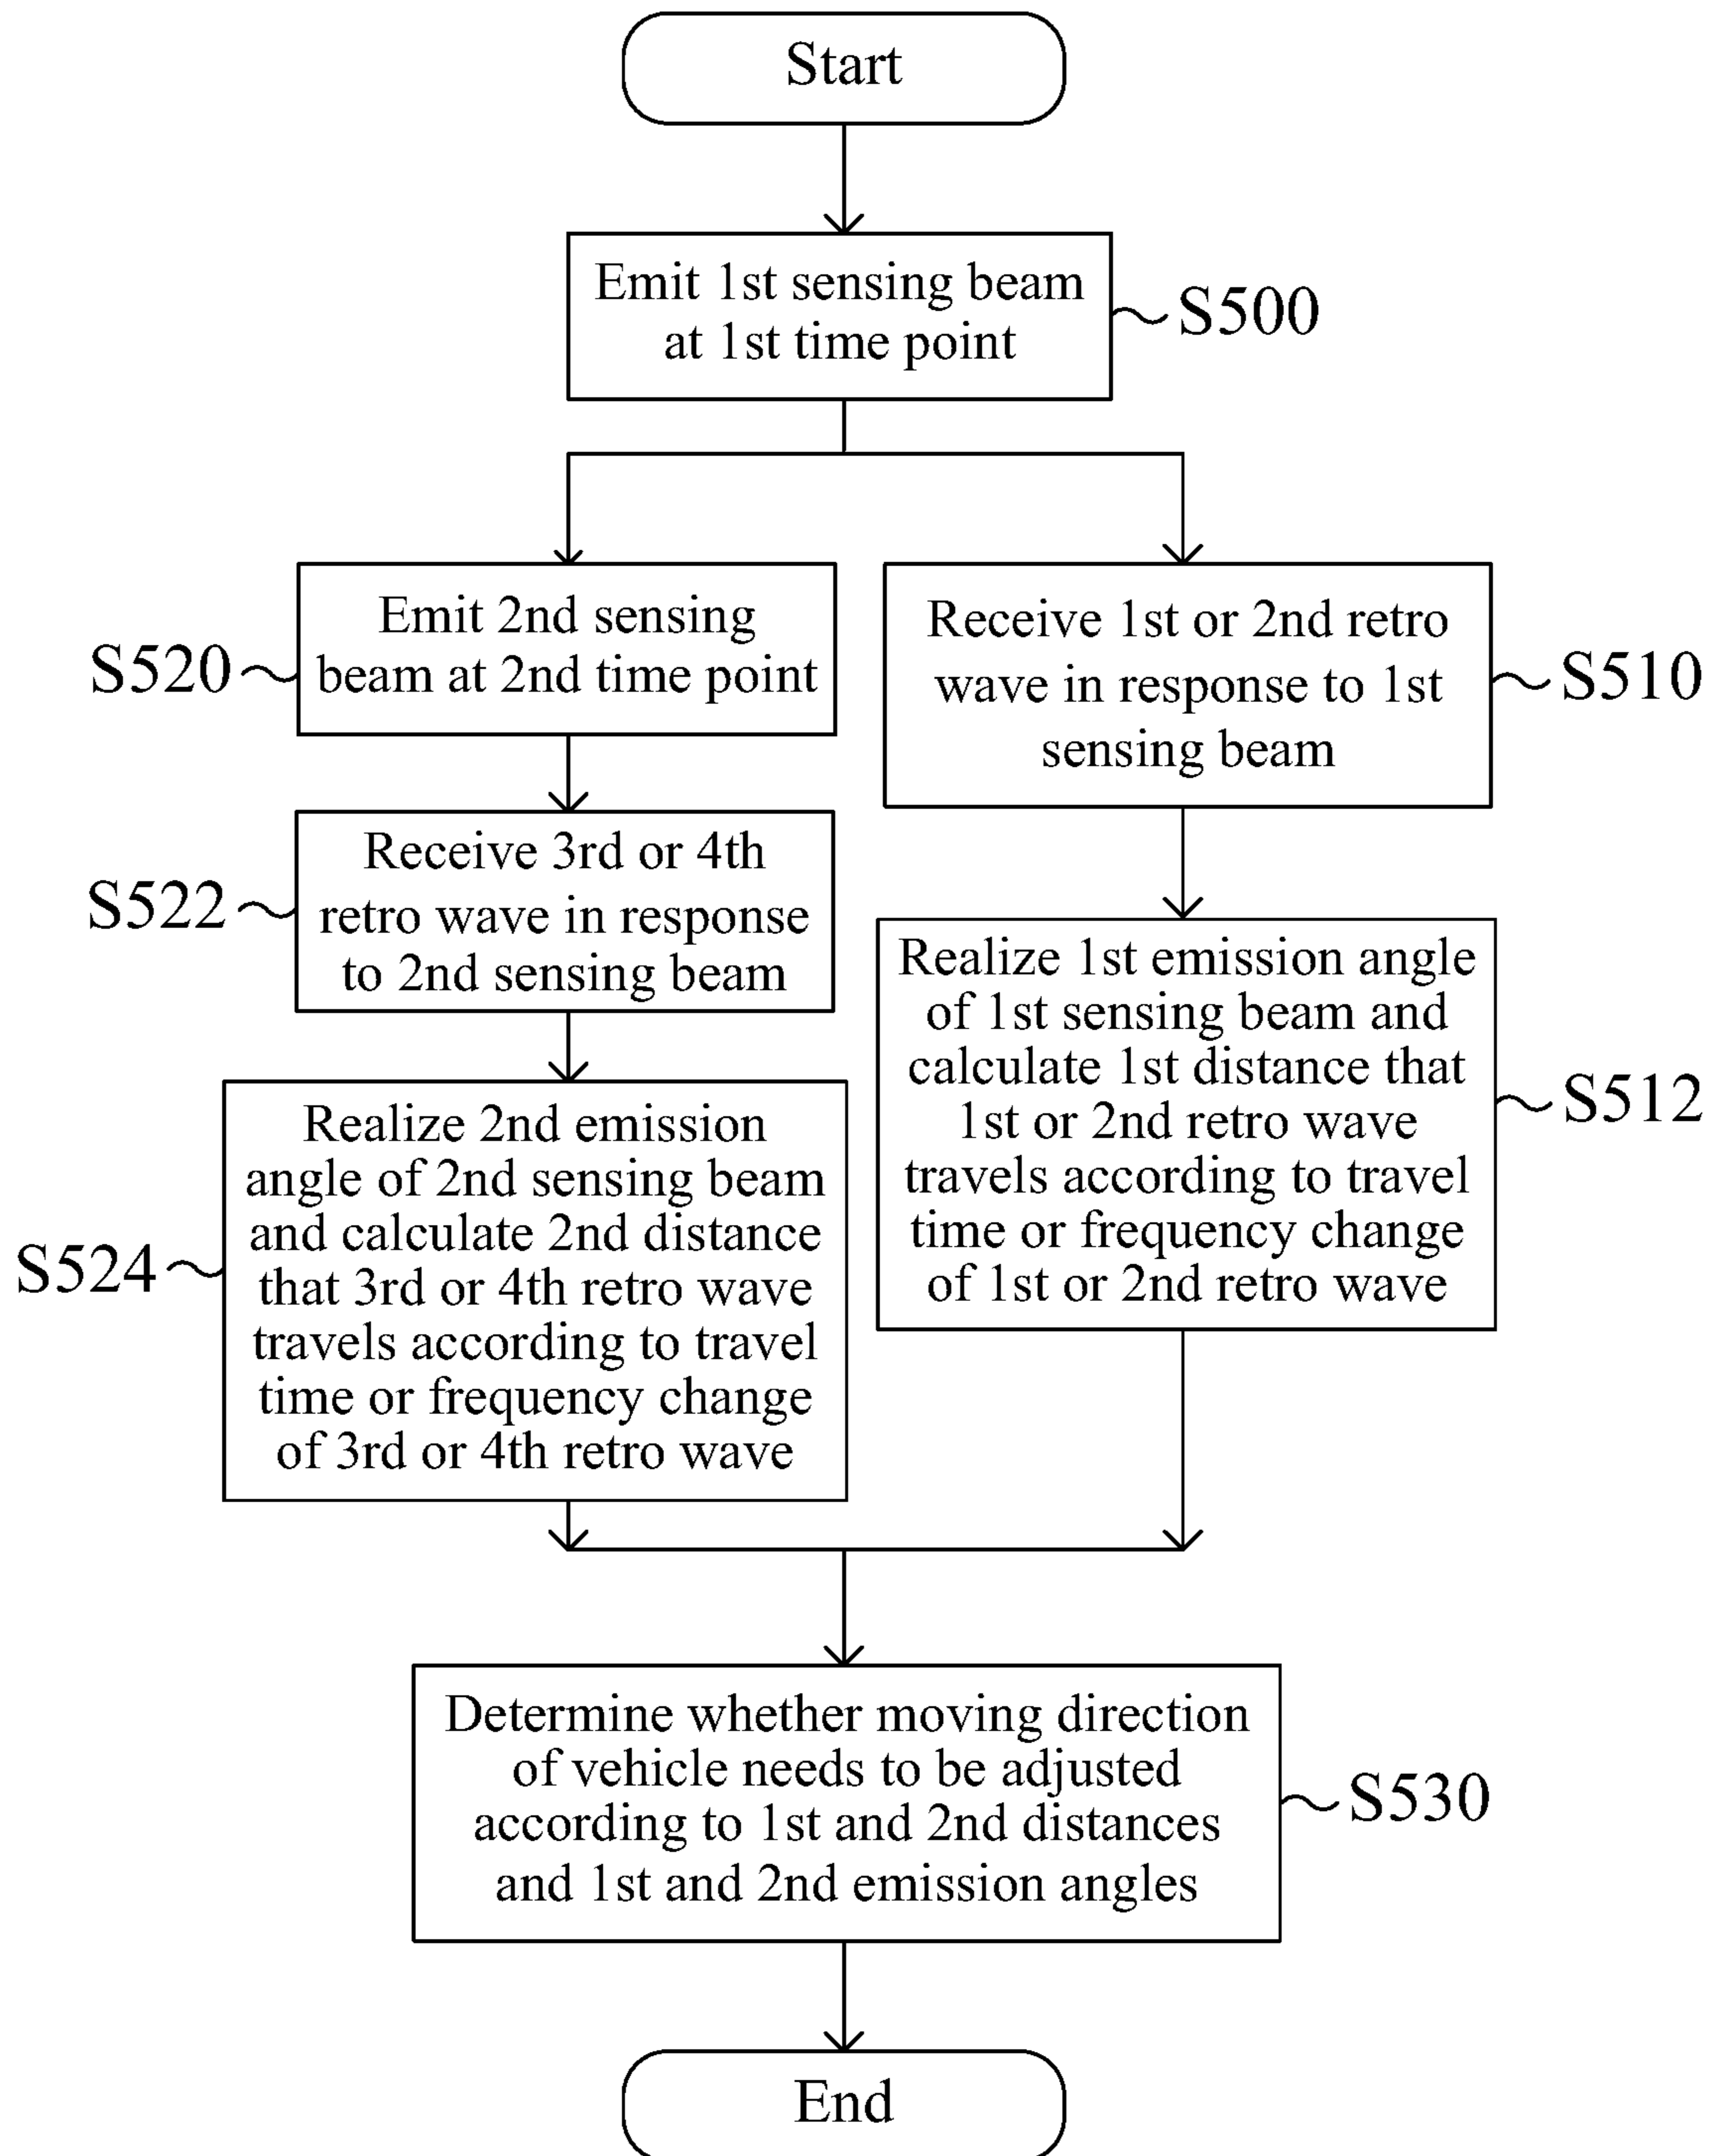 Start
Emit 1st sensing beam
at 1st time point
S500
Emit 2nd sensing
beam at 2nd time point
S520
Receive 1st or 2nd retro
wave in response to 1st
sensing beam
S510
Receive 3rd or 4th
retro wave in response
to 2nd sensing beam
S522
Realize 1st emission angle
of 1st sensing beam and
calculate 1st distance that
1st or 2nd retro wave
travels according to travel
time or frequency change
of 1st or 2nd retro wave
S512
Realize 2nd emission
angle of 2nd sensing beam
and calculate 2nd distance
that 3rd or 4th retro wave
travels according to travel
time or frequency change
of 3rd or 4th retro wave
S524
Determine whether moving direction
of vehicle needs to be adjusted
according to 1st and 2nd distances
and 1st and 2nd emission angles
S530
End